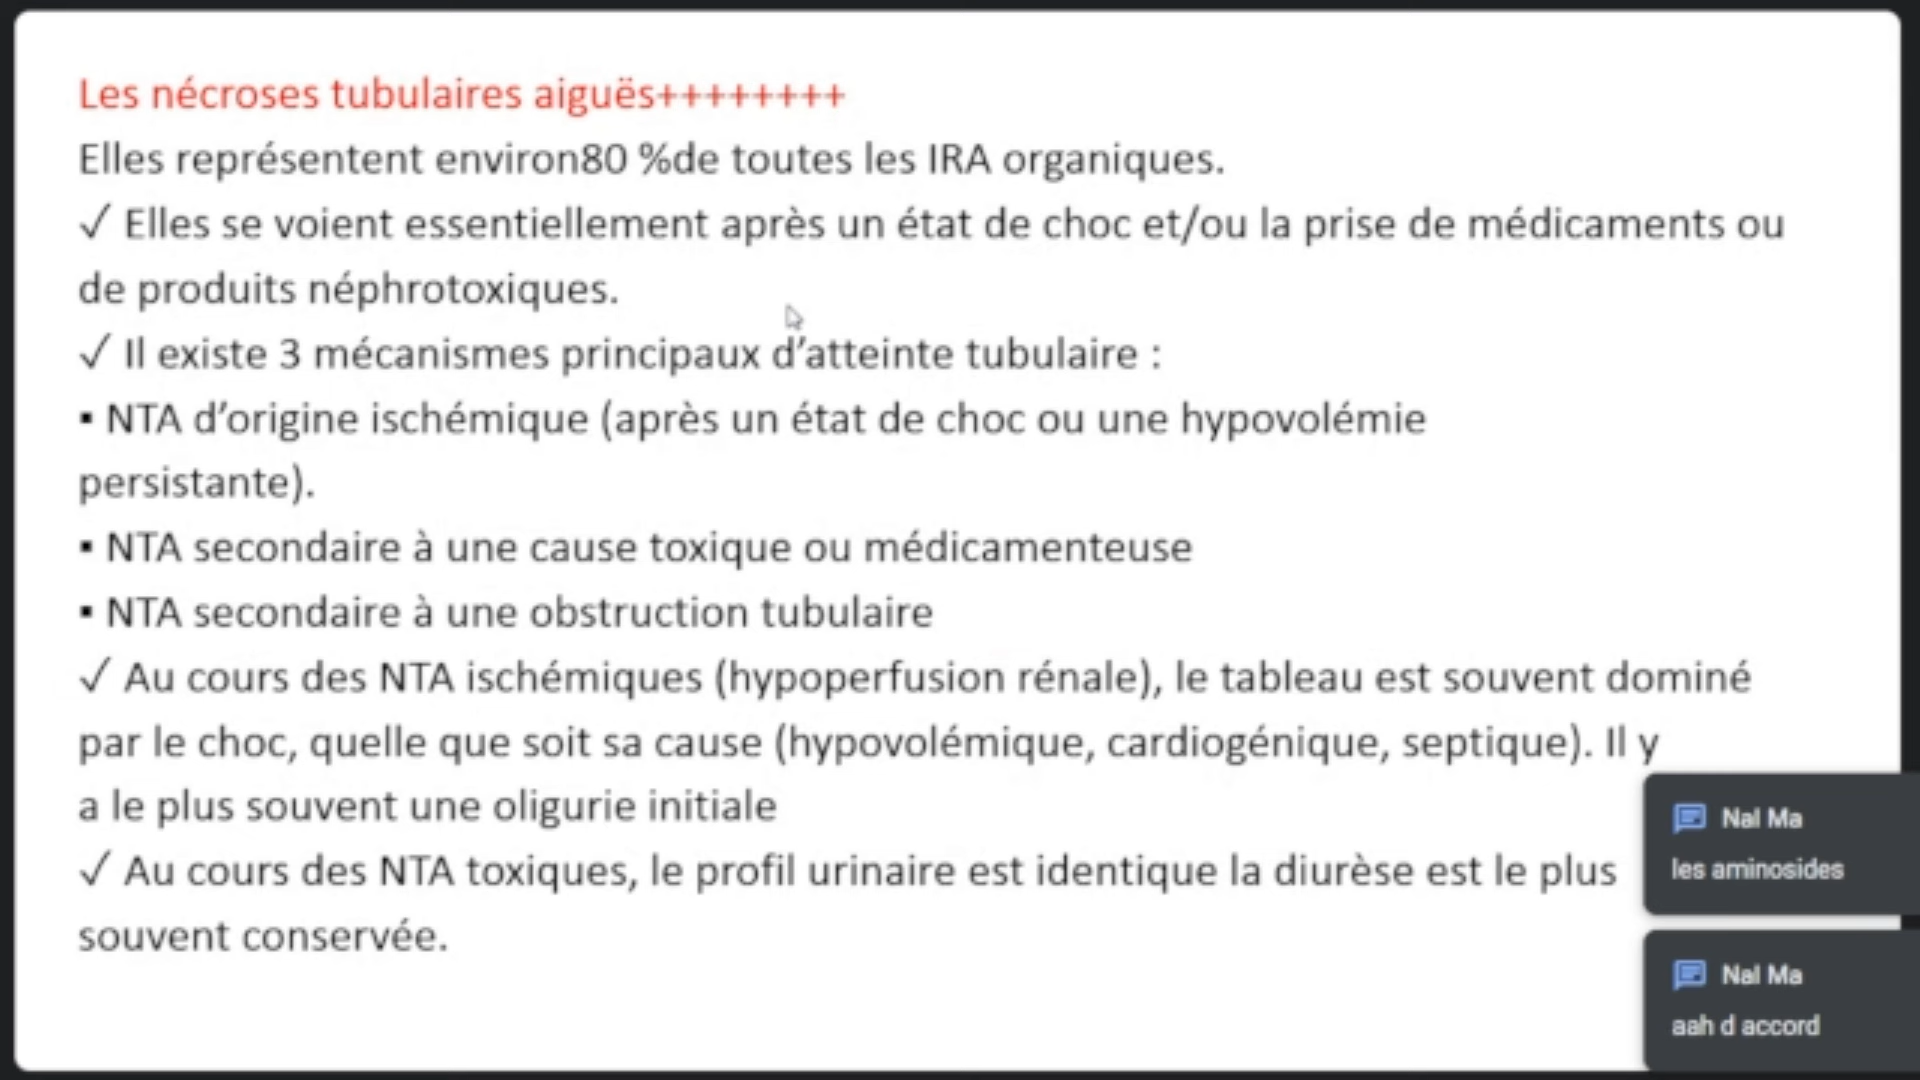 Les nécroses tubulaires aiguës++++++++
Elles représentent environ80 %de toutes les IRA organiques.
✓ Elles se voient essentiellement après un état de choc et/ou la prise de médicaments ou
de produits néphrotoxiques.
✓ Il existe 3 mécanismes principaux d’atteinte tubulaire :
▪ NTA d’origine ischémique (après un état de choc ou une hypovolémie
persistante).
▪ NTA secondaire à une cause toxique ou médicamenteuse
▪ NTA secondaire à une obstruction tubulaire
✓ Au cours des NTA ischémiques (hypoperfusion rénale), le tableau est souvent dominé
par le choc, quelle que soit sa cause (hypovolémique, cardiogénique, septique). Il y
a le plus souvent une oligurie initiale
✓ Au cours des NTA toxiques, le profil urinaire est identique la diurèse est le plus
souvent conservée.
Nal Ma
les aminosides
Nal Ma
aah d accord